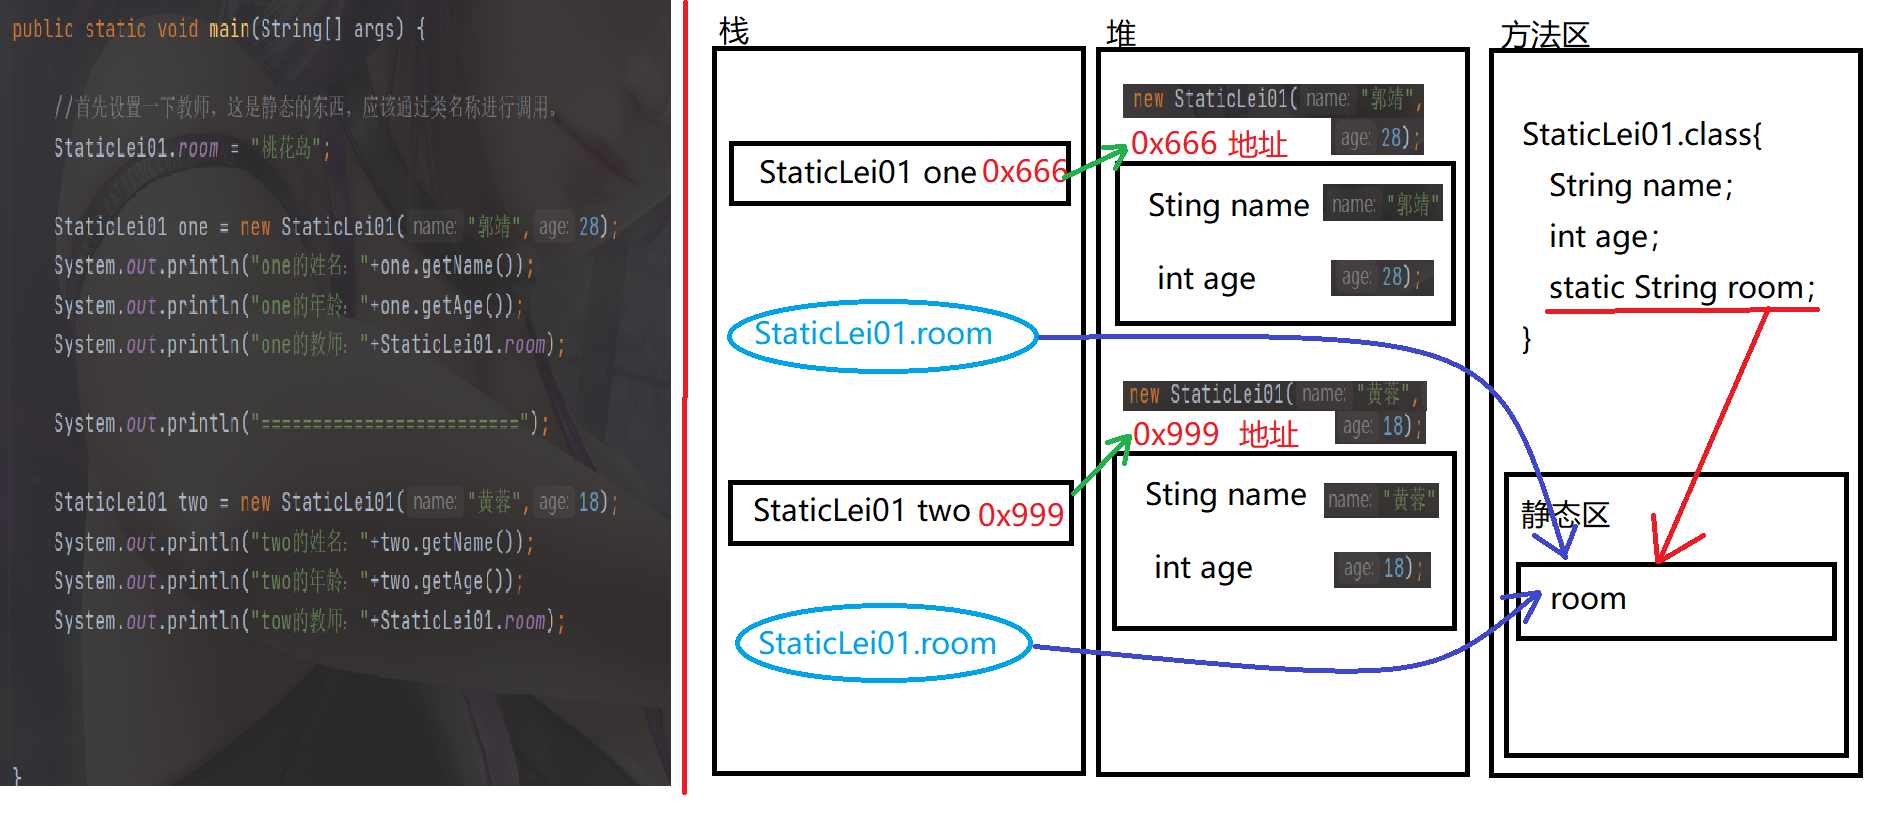 public static void main(String[] args) {
//首先设置一下教师，这是静态的东西，应该通过类名称进行调用。
StaticLei01.room = "桃花岛";
StaticLei01 one = new StaticLei01( name: "郭靖", age: 28);
System.out.println("one的姓名："+one.getName());
System.out.println("one的年龄："+one.getAge());
System.out.println("one的教师："+StaticLei01.room);
System.out.println("=========================");
StaticLei01 two = new StaticLei01( name: "黄蓉", age: 18);
System.out.println("two的姓名："+two.getName());
System.out.println("two的年龄："+two.getAge());
System.out.println("tow的教师："+StaticLei01.room);
}
栈
StaticLei01 one 0x666
StaticLei01.room
StaticLei01 two 0x999
StaticLei01.room
堆
new StaticLei01( name: "郭靖",
0x666 地址 age: 28);
Sting name name: "郭靖"
int age age: 28);
new StaticLei01( name: "黄蓉",
0x999 地址 age: 18);
Sting name name: "黄蓉"
int age age: 18);
方法区
StaticLei01.class{
String name;
int age;
static String room;
}
静态区
room